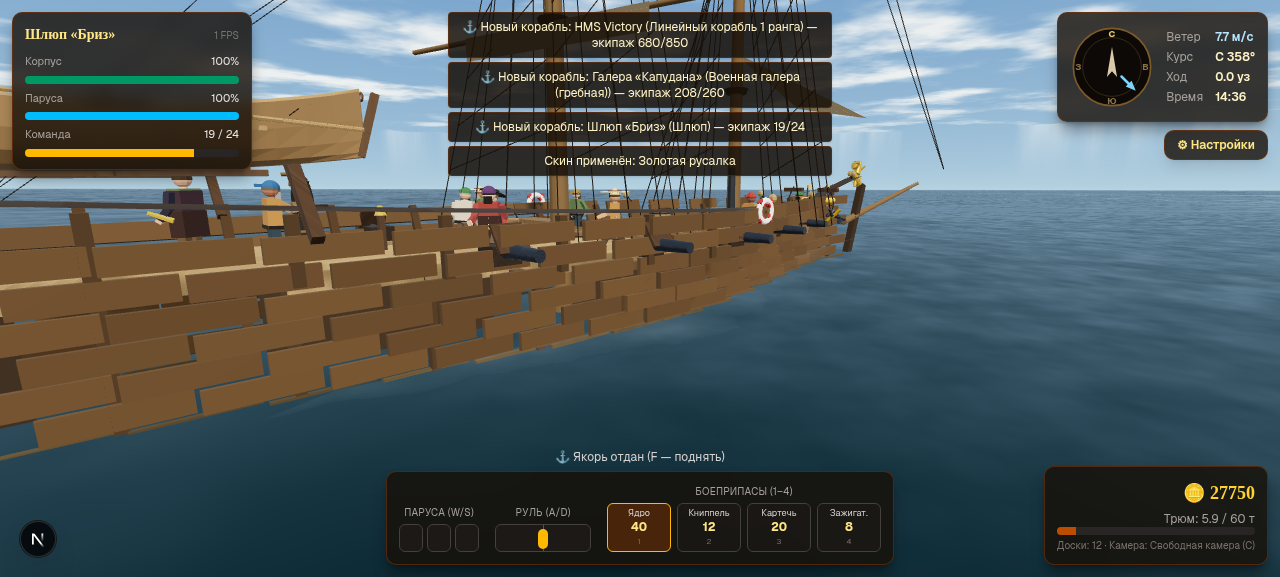 Шлюп «Бриз»
1 FPS
Корпус 100%
Паруса 100%
Команда 19 / 24
⚓ Новый корабль: HMS Victory (Линейный корабль 1 ранга) —
экипаж 680/850
⚓ Новый корабль: Галера «Капудана» (Военная галера
(гребная)) — экипаж 208/260
⚓ Новый корабль: Шлюп «Бриз» (Шлюп) — экипаж 19/24
Скин применён: Золотая русалка
С
З
В
Ю
Ветер 7.7 м/с
Курс С 358°
Ход 0.0 уз
Время 14:36
⚙ Настройки
⚓ Якорь отдан (F — поднять)
ПАРУСА (W/S)
РУЛЬ (A/D)
БОЕПРИПАСЫ (1–4)
Ядро
40
1
Книппель
12
2
Картечь
20
3
Зажигат.
8
4
27750
Трюм: 5.9 / 60 т
Доски: 12 · Камера: Свободная камера (C)
N